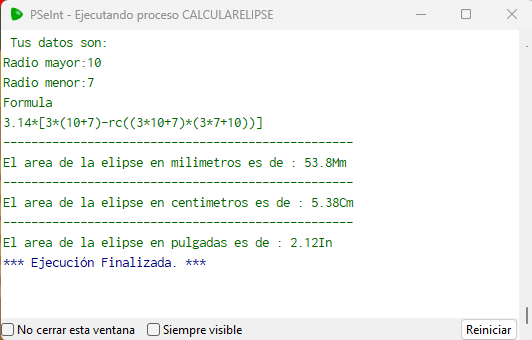 PSeInt - Ejecutando proceso CALCULARELIPSE
Tus datos son:
Radio mayor:10
Radio menor:7
Formula
3.14*[3*(10+7)-rc((3*10+7)*(3*7+10))]
--------------------------------------------------
El area de la elipse en milimetros es de : 53.8Mm
--------------------------------------------------
El area de la elipse en centimetros es de : 5.38Cm
--------------------------------------------------
El area de la elipse en pulgadas es de : 2.12In
*** Ejecución Finalizada. ***
No cerrar esta ventana Siempre visible Reiniciar